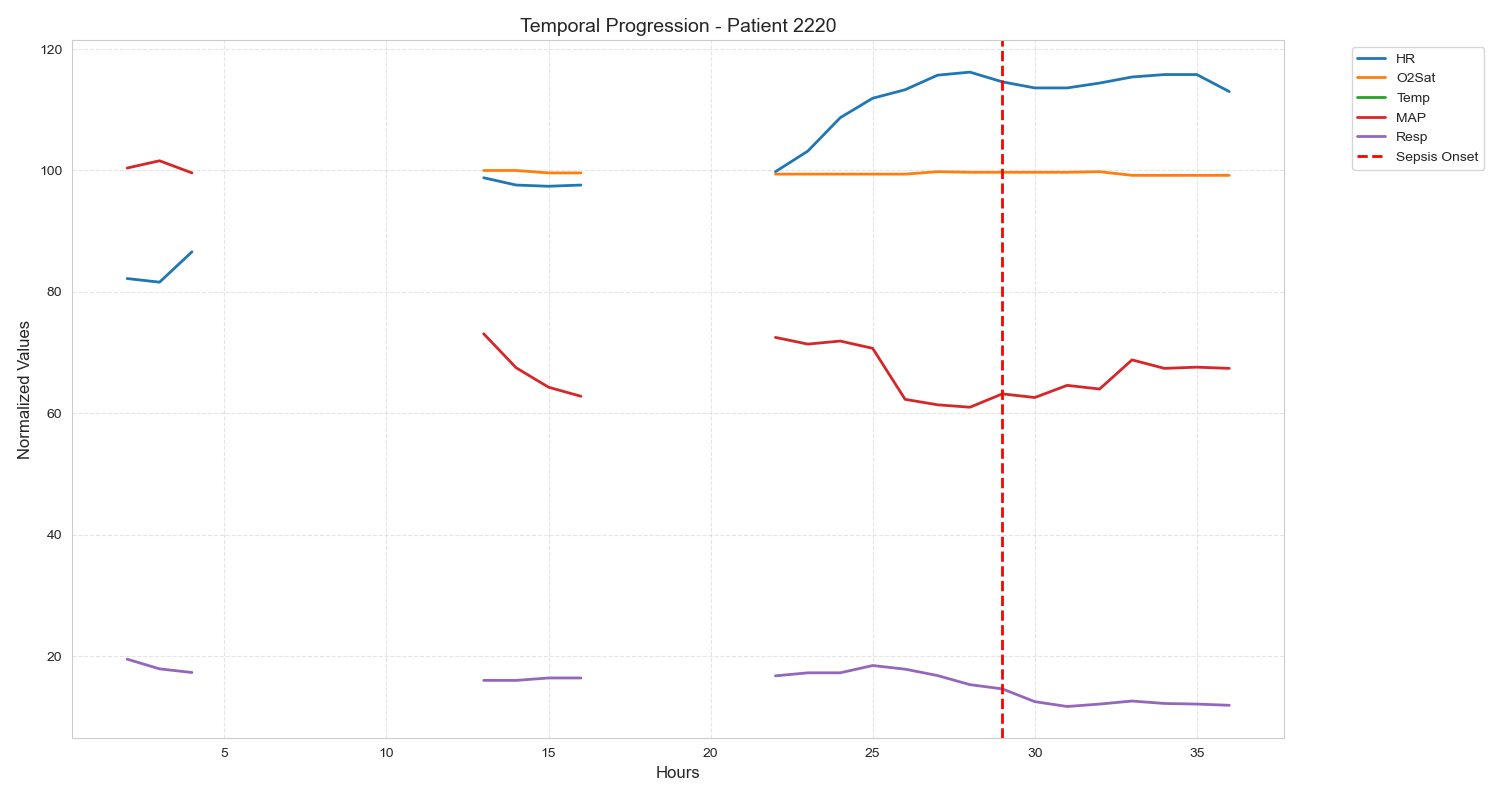 Temporal Progression - Patient 2220
120
100
80
60
40
20
Normalized Values
5
10
15
20
25
30
35
Hours
HR
O2Sat
Temp
MAP
Resp
Sepsis Onset